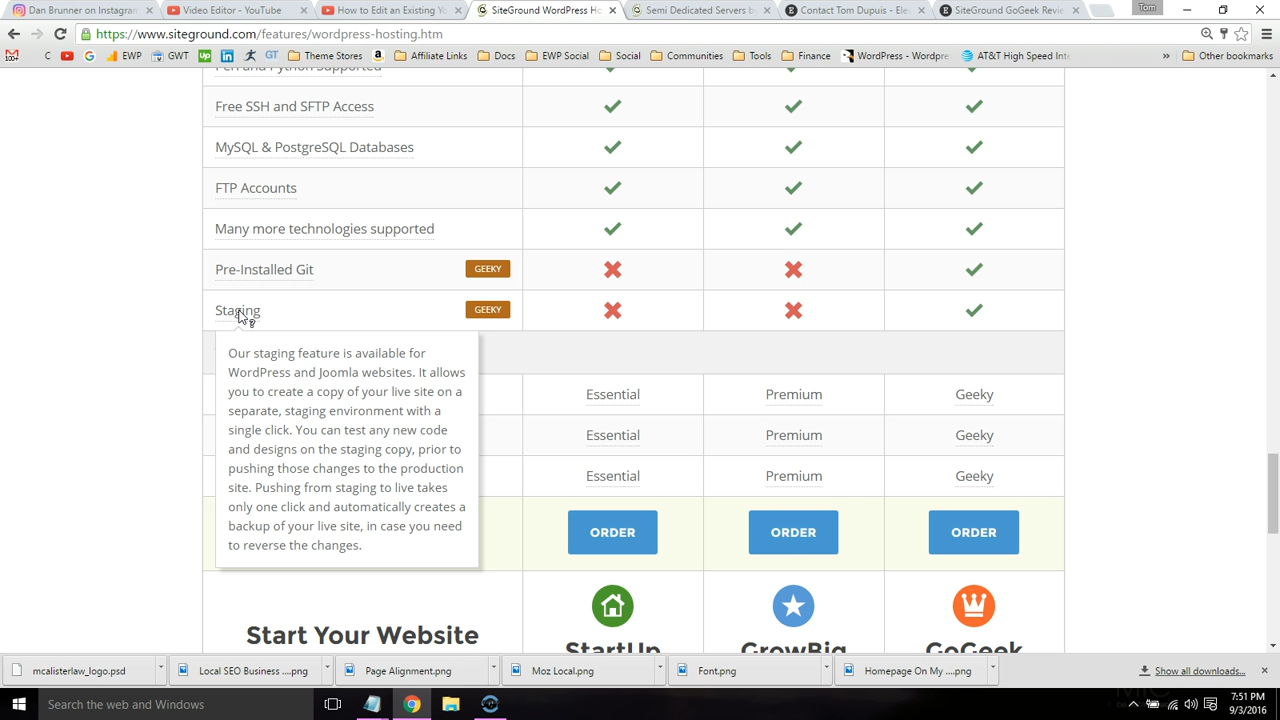 Dan Brunner on Instagram
Video Editor - YouTube
How to Edit an Existing Yo
SiteGround WordPress Ho
Semi Dedicated Servers b
Contact Tom Dupuis - Ele
SiteGround GoGeek Revie
Tom
https://www.siteground.com/features/wordpress-hosting.htm
C
EWP
GWT
GT
Theme Stores
Affiliate Links
Docs
EWP Social
Social
Communities
Tools
Finance
WordPress - Wordpre
AT&T High Speed Int
»
Other bookmarks
Perl and Python Supported
Free SSH and SFTP Access
MySQL & PostgreSQL Databases
FTP Accounts
Many more technologies supported
Pre-Installed Git GEEKY
Staging GEEKY
Our staging feature is available for
WordPress and Joomla websites. It allows
you to create a copy of your live site on a
separate, staging environment with a
single click. You can test any new code
and designs on the staging copy, prior to
pushing those changes to the production
site. Pushing from staging to live takes
only one click and automatically creates a
backup of your live site, in case you need
to reverse the changes.
Essential Premium Geeky
Essential Premium Geeky
Essential Premium Geeky
ORDER ORDER ORDER
Start Your Website
StartUp GrowBig GoGeek
mcalisterlaw_logo.psd
Local SEO Business ....png
Page Alignment.png
Moz Local.png
Font.png
Homepage On My ....png
Show all downloads...
Search the web and Windows
7:51 PM
9/3/2016